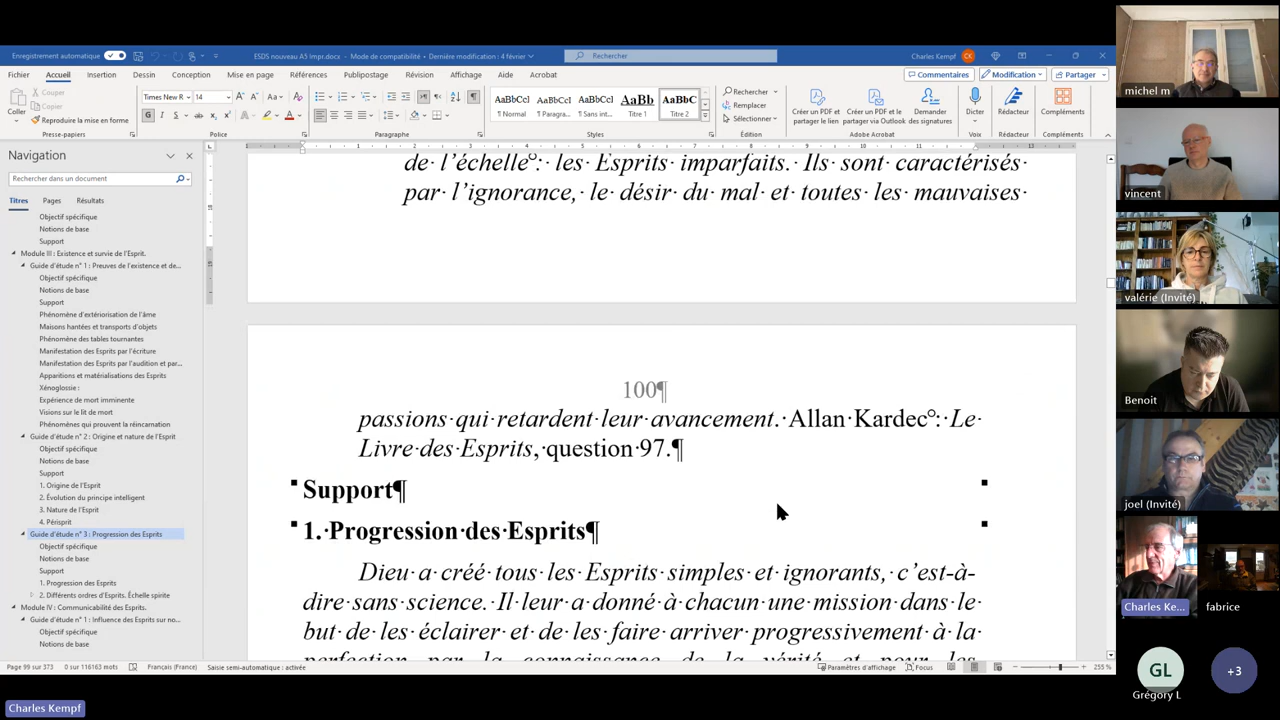 Enregistrement automatique
ESDS nouveau A5 Impr.docx - Mode de compatibilité • Dernière modification : 4 février
Rechercher
Charles Kempf
CK
Fichier Accueil Insertion Dessin Conception Mise en page Références Publipostage Révision Affichage Aide Acrobat
Commentaires Modification Partager
Coller
Couper
Copier
Reproduire la mise en forme
Presse-papiers
Times New R 14
G I S
Police
Paragraphe
AaBbCcI AaBbCcI AaBbCcI AaBb AaBbC
¶ Normal ¶ Paragra... ¶ Sans int... Titre 1 Titre 2
Styles
Rechercher
Remplacer
Sélectionner
Édition
Créer un PDF et partager le lien
Créer un PDF et partager via Outlook
Demander des signatures
Adobe Acrobat
Dicter
Voix
Rédacteur
Rédacteur
Compléments
Compléments
Navigation
Rechercher dans un document
Titres Pages Résultats
Objectif spécifique
Notions de base
Support
Module III : Existence et survie de l'Esprit.
Guide d'étude n° 1 : Preuves de l'existence et de...
Objectif spécifique
Notions de base
Support
Phénomène d'extériorisation de l'âme
Maisons hantées et transports d'objets
Phénomène des tables tournantes
Manifestation des Esprits par l'écriture
Manifestation des Esprits par l'audition et par...
Apparitions et matérialisations des Esprits
Xénoglossie :
Expérience de mort imminente
Visions sur le lit de mort
Phénomènes qui prouvent la réincarnation
Guide d'étude n° 2 : Origine et nature de l'Esprit
Objectif spécifique
Notions de base
Support
1. Origine de l'Esprit
2. Évolution du principe intelligent
3. Nature de l'Esprit
4. Périsprit
Guide d'étude n° 3 : Progression des Esprits
Objectif spécifique
Notions de base
Support
1. Progression des Esprits
2. Différents ordres d'Esprits. Échelle spirite
Module IV : Communicabilité des Esprits.
Guide d'étude n° 1 : Influence des Esprits sur no...
Objectif spécifique
Notions de base
de l'échelle°: les Esprits imparfaits. Ils sont caractérisés
par l'ignorance, le désir du mal et toutes les mauvaises
100¶
passions qui retardent leur avancement. Allan Kardec°: Le
Livre des Esprits, question 97.¶
Support¶
1. Progression des Esprits¶
Dieu a créé tous les Esprits simples et ignorants, c'est-à-
dire sans science. Il leur a donné à chacun une mission dans le
but de les éclairer et de les faire arriver progressivement à la
perfection par la connaissance de la vérité et pour les
Page 99 sur 373 0 sur 116163 mots Français (France) Saisie semi-automatique : activée
Paramètres d'affichage Focus 255 %
Charles Kempf
michel m
vincent
valérie (Invité)
Benoit
joel (Invité)
Charles Ke...
fabrice
GL
Grégory L
+3